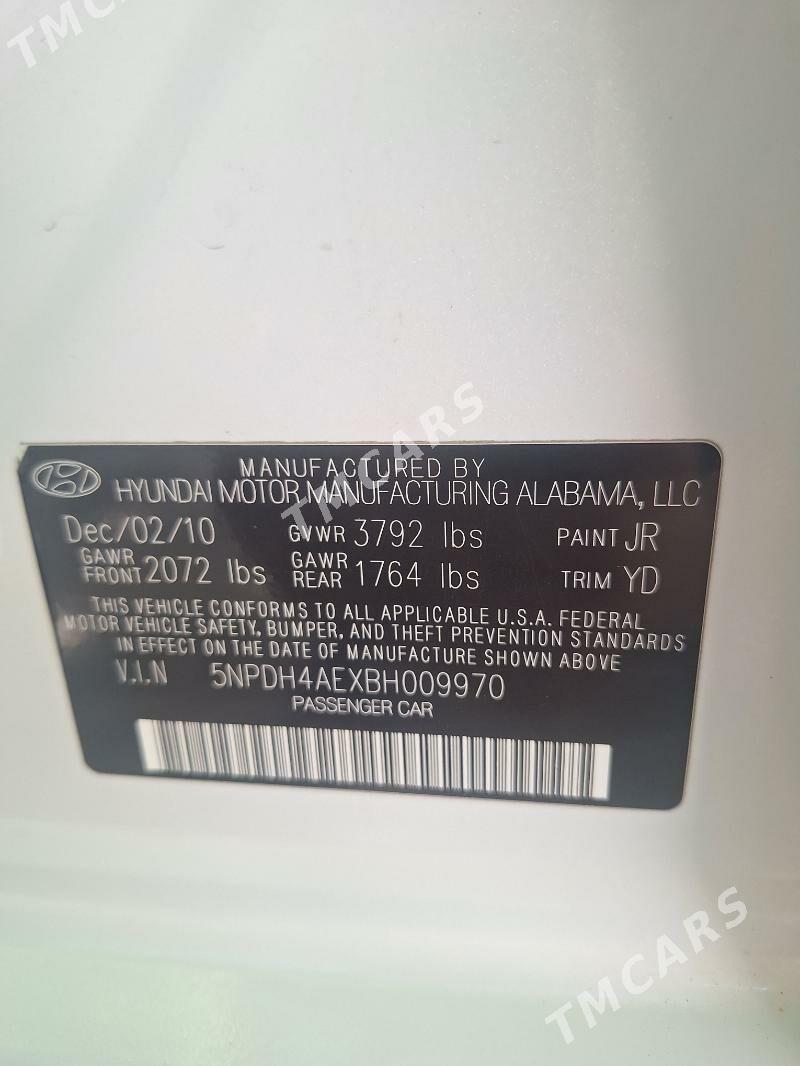 TMCARS
MANUFACTURED BY
HYUNDAI MOTOR MANUFACTURING ALABAMA, LLC
Dec/02/10 GVWR 3792 lbs PAINT JR
GAWR FRONT 2072 lbs GAWR REAR 1764 lbs TRIM YD
THIS VEHICLE CONFORMS TO ALL APPLICABLE U.S.A. FEDERAL
MOTOR VEHICLE SAFETY, BUMPER, AND THEFT PREVENTION STANDARDS
IN EFFECT ON THE DATE OF MANUFACTURE SHOWN ABOVE
V.I.N 5NPDH4AEXBH009970
PASSENGER CAR
TMCARS
TMCARS